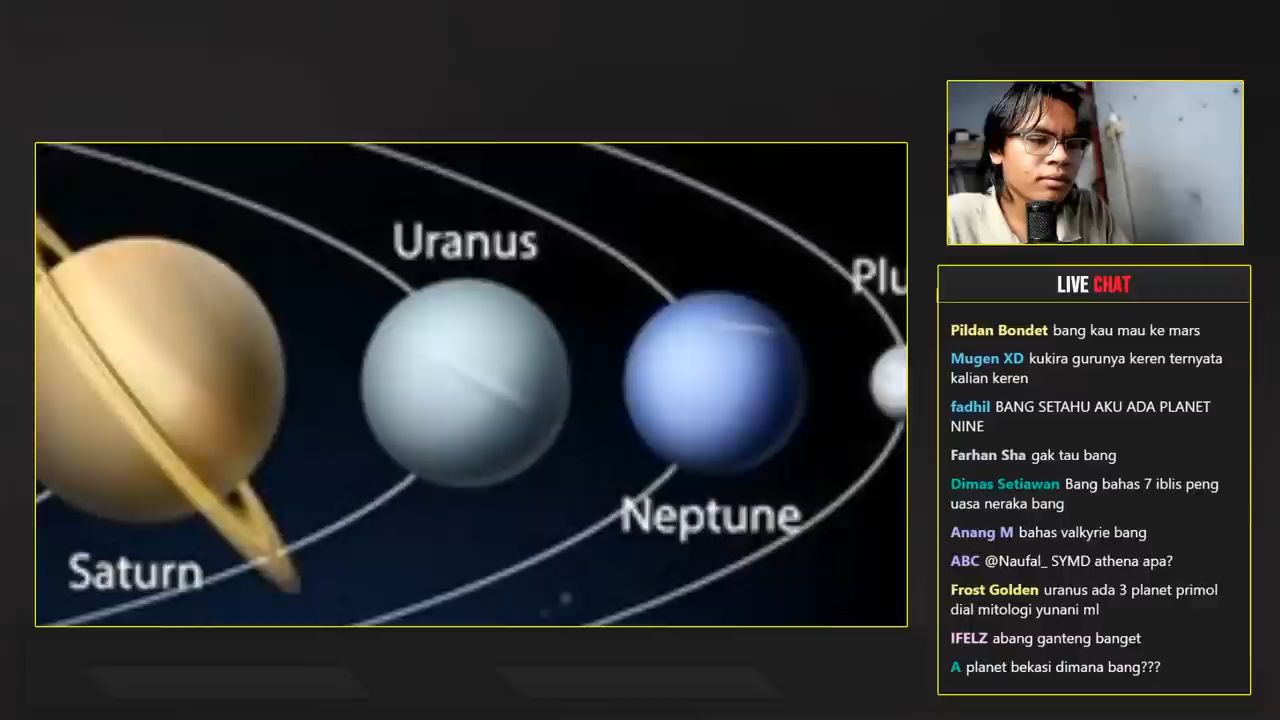 Uranus
Plu
Neptune
Saturn
LIVE CHAT
Pildan Bondet bang kau mau ke mars
Mugen XD kukira gurunya keren ternyata
kalian keren
fadhil BANG SETAHU AKU ADA PLANET
NINE
Farhan Sha gak tau bang
Dimas Setiawan Bang bahas 7 iblis peng
uasa neraka bang
Anang M bahas valkyrie bang
ABC @Naufal_ SYMD athena apa?
Frost Golden uranus ada 3 planet primol
dial mitologi yunani ml
IFELZ abang ganteng banget
A planet bekasi dimana bang???